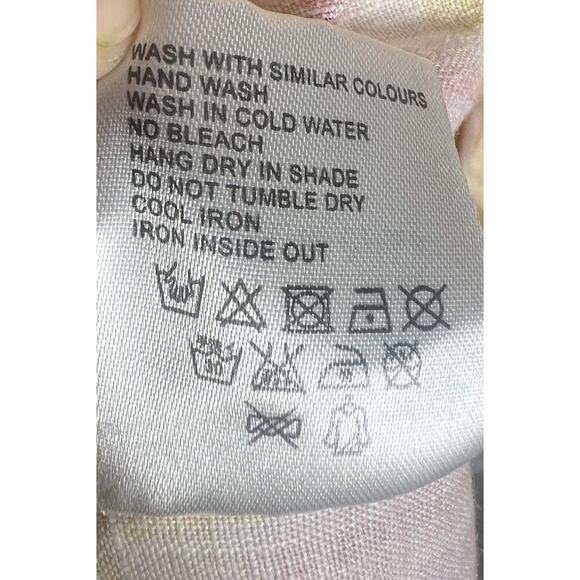 WASH WITH SIMILAR COLOURS
HAND WASH
WASH IN COLD WATER
NO BLEACH
HANG DRY IN SHADE
DO NOT TUMBLE DRY
COOL IRON
IRON INSIDE OUT
30